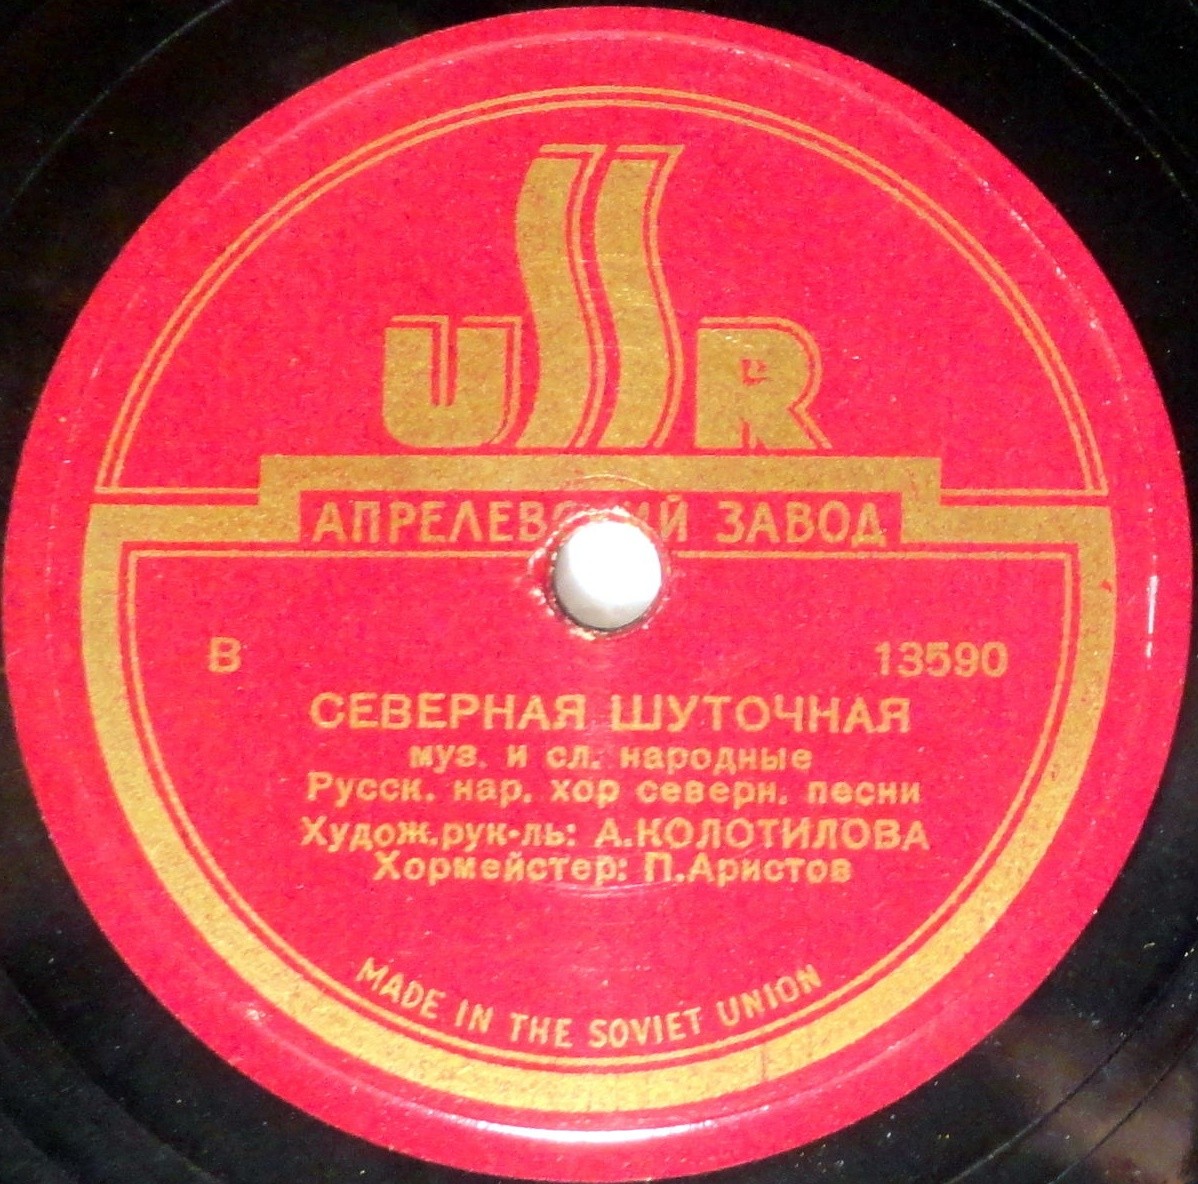 USSR
АПРЕЛЕВСКИЙ ЗАВОД
В 13590
СЕВЕРНАЯ ШУТОЧНАЯ
муз. и сл. народные
Русск. нар. хор северн. песни
Худож.рук-ль: А.КОЛОТИЛОВА
Хормейстер: П.Аристов
MADE IN THE SOVIET UNION